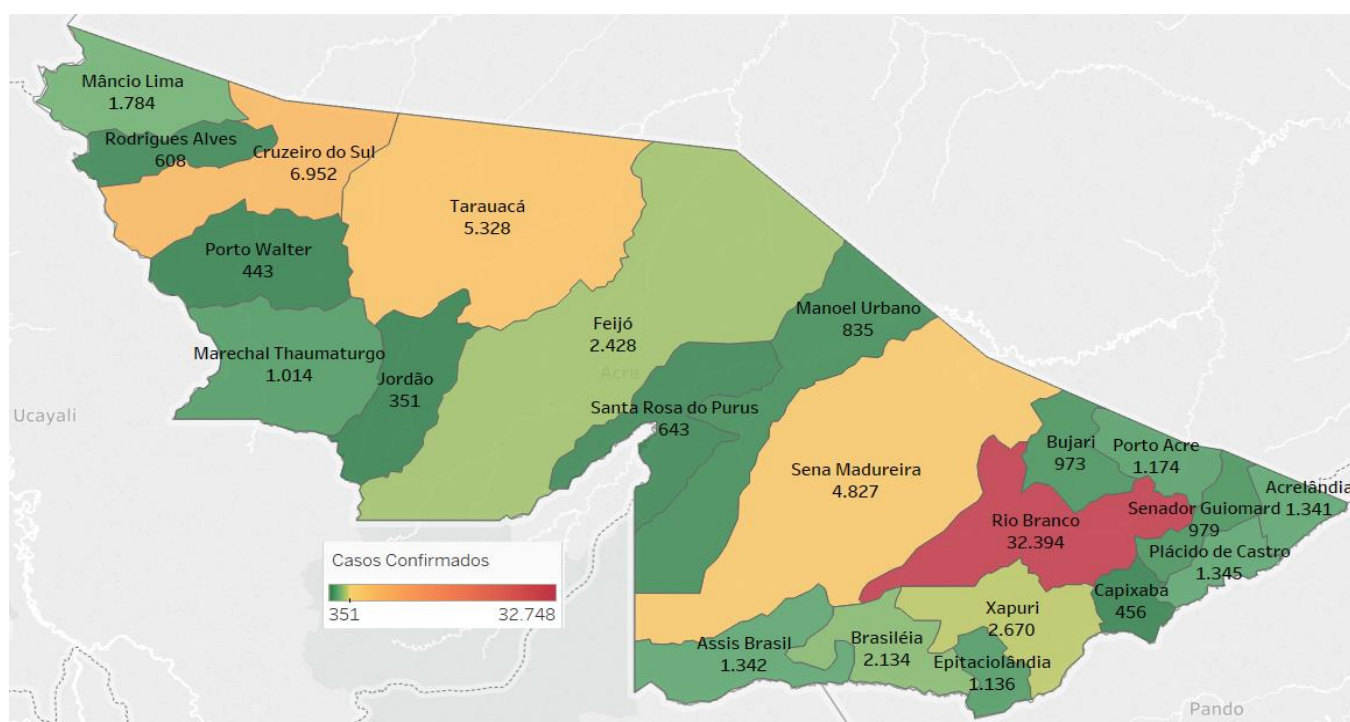 Mâncio Lima
1.784
Rodrigues Alves
608
Cruzeiro do Sul
6.952
Tarauacá
5.328
Porto Walter
443
Marechal Thaumaturgo
1.014
Jordão
351
Feijó
2.428
Acre
Manoel Urbano
835
Santa Rosa do Purus
643
Sena Madureira
4.827
Bujari
973
Porto Acre
1.174
Rio Branco
32.394
Senador Guiomard
979
Acrelândia
1.341
Plácido de Castro
1.345
Capixaba
456
Xapuri
2.670
Epitaciolândia
1.136
Brasiléia
2.134
Assis Brasil
1.342
Ucayali
Pando
Casos Confirmados
351
32.748